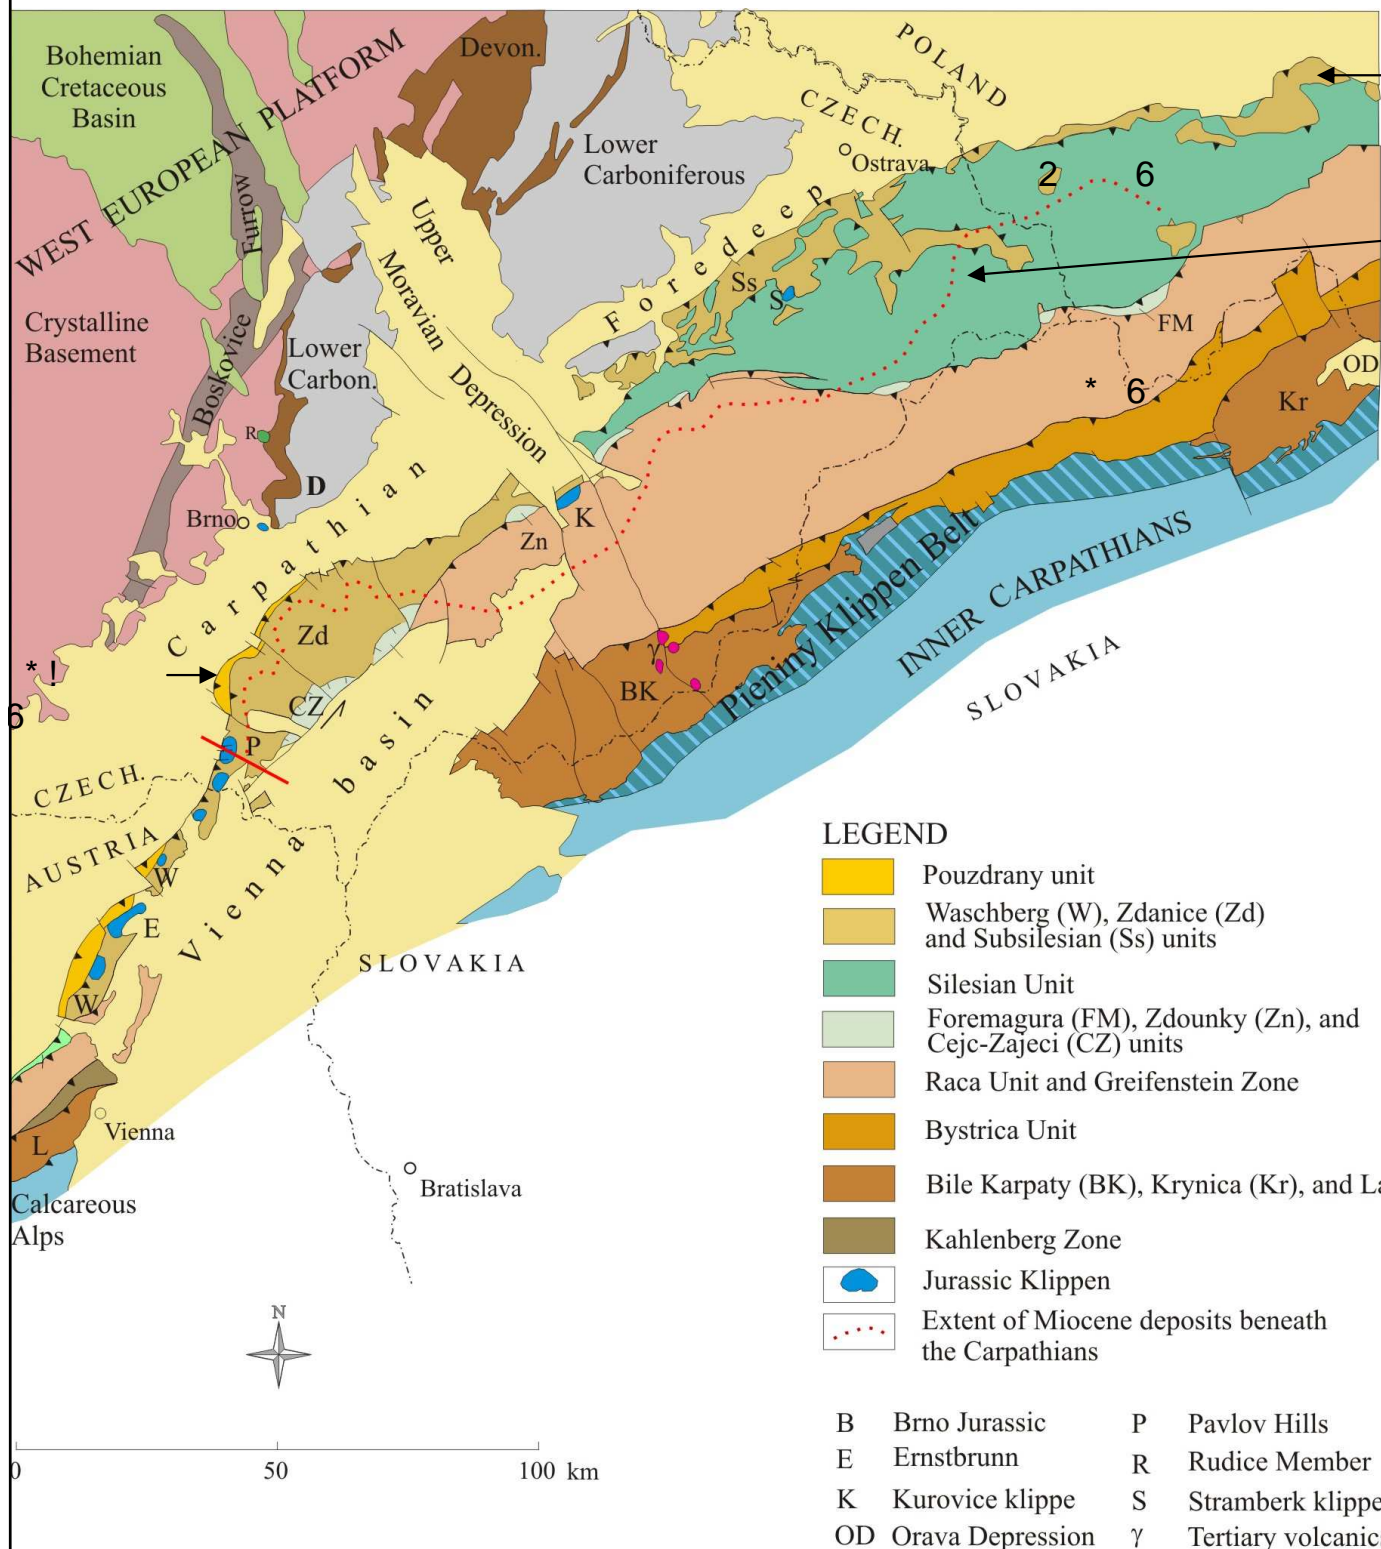 Bohemian
Cretaceous
Basin
WEST EUROPEAN PLATFORM
Devon.
POLAND
CZECH.
Ostrava
Lower
Carboniferous
2
6
Furrow
Boskovice
Upper
Moravian
Depression
Foredeep
Ss
S
Crystalline
Basement
Lower
Carbon.
FM
OD
* 6
Kr
R
D
Brno
Carpathian
K
Zn
Zd
CZ
* !
6
P
γ
BK
Pieniny Klippen Belt
INNER CARPATHIANS
SLOVAKIA
CZECH.
AUSTRIA
Vienna basin
W
E
W
SLOVAKIA
Vienna
L
Bratislava
Calcareous
Alps
N
0 50 100 km
LEGEND
Pouzdrany unit
Waschberg (W), Zdanice (Zd)
and Subsilesian (Ss) units
Silesian Unit
Foremagura (FM), Zdounky (Zn), and
Cejc-Zajeci (CZ) units
Raca Unit and Greifenstein Zone
Bystrica Unit
Bile Karpaty (BK), Krynica (Kr), and La
Kahlenberg Zone
Jurassic Klippen
Extent of Miocene deposits beneath
the Carpathians
B Brno Jurassic P Pavlov Hills
E Ernstbrunn R Rudice Member
K Kurovice klippe S Stramberk klippe
OD Orava Depression γ Tertiary volcanic